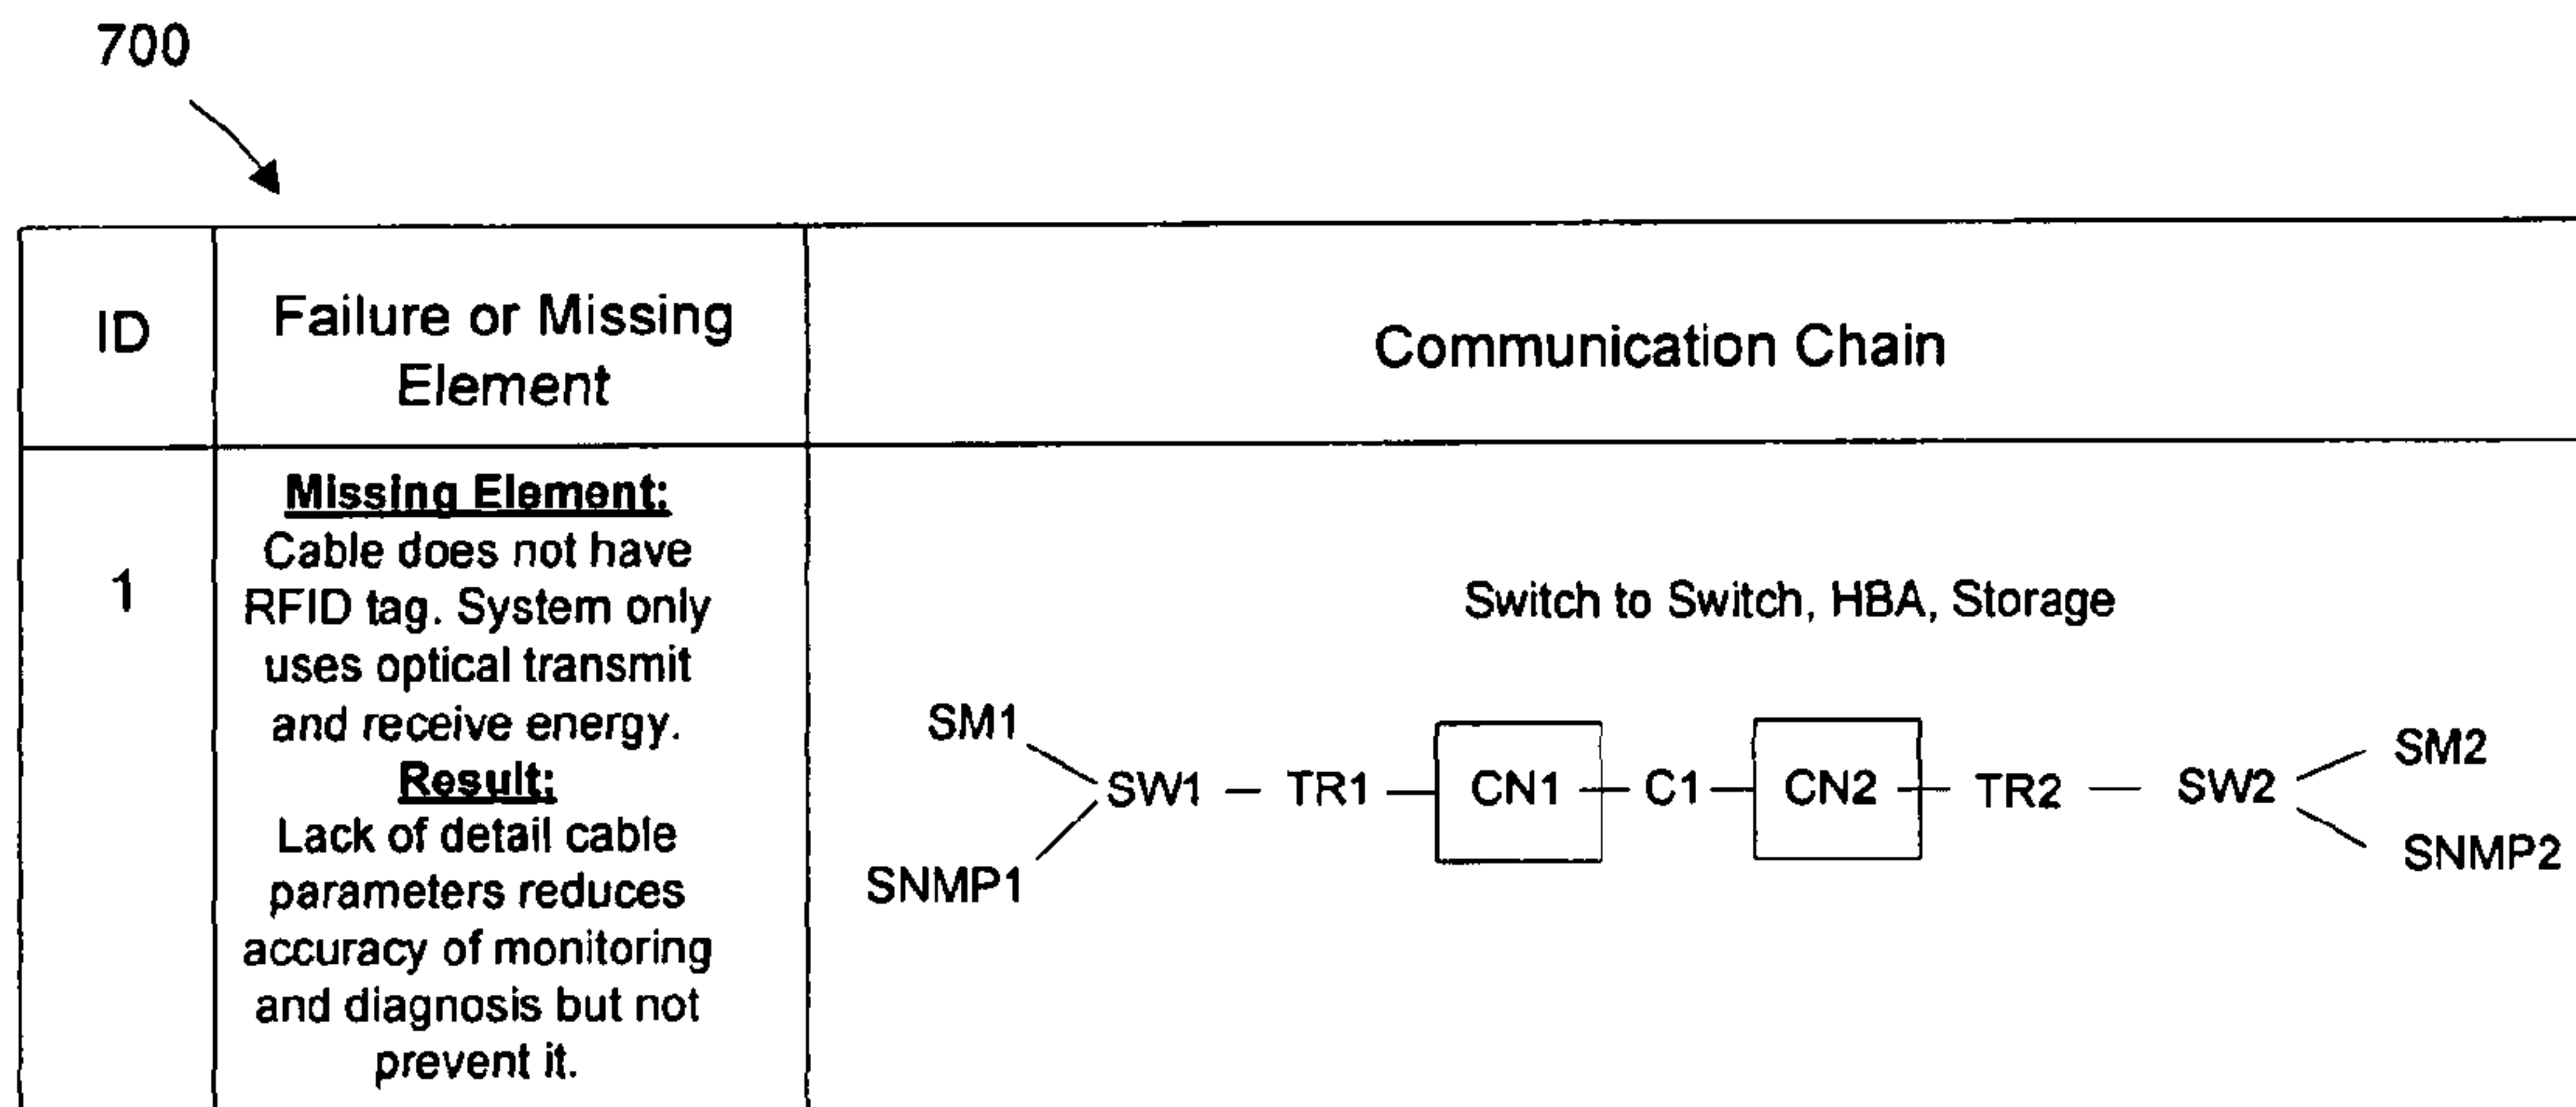 700
ID
Failure or Missing
Element
Communication Chain
1
Missing Element:
Cable does not have
RFID tag. System only
uses optical transmit
and receive energy.
Result:
Lack of detail cable
parameters reduces
accuracy of monitoring
and diagnosis but not
prevent it.
Switch to Switch, HBA, Storage
SM1
SNMP1
SW1 – TR1 – CN1 – C1 – CN2 – TR2 – SW2
SM2
SNMP2